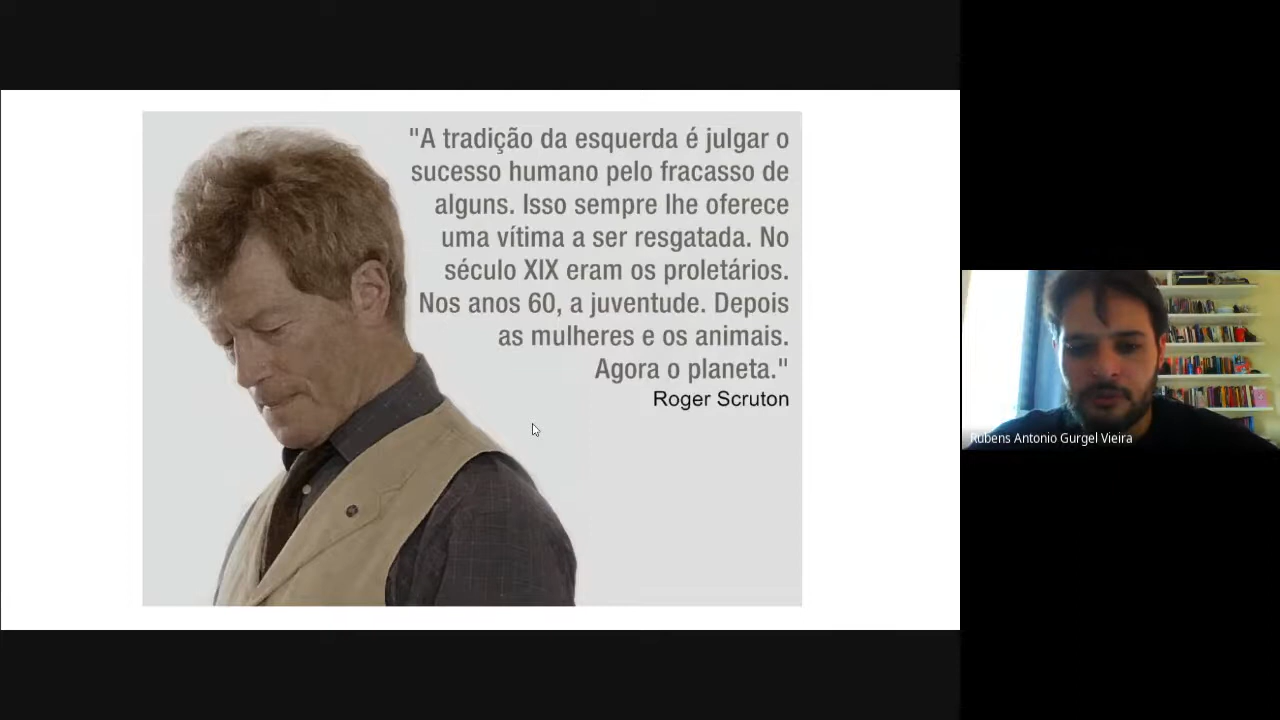 "A tradição da esquerda é julgar o
sucesso humano pelo fracasso de
alguns. Isso sempre lhe oferece
uma vítima a ser resgatada. No
século XIX eram os proletários.
Nos anos 60, a juventude. Depois
as mulheres e os animais.
Agora o planeta."
Roger Scruton
Rubens Antonio Gurgel Vieira